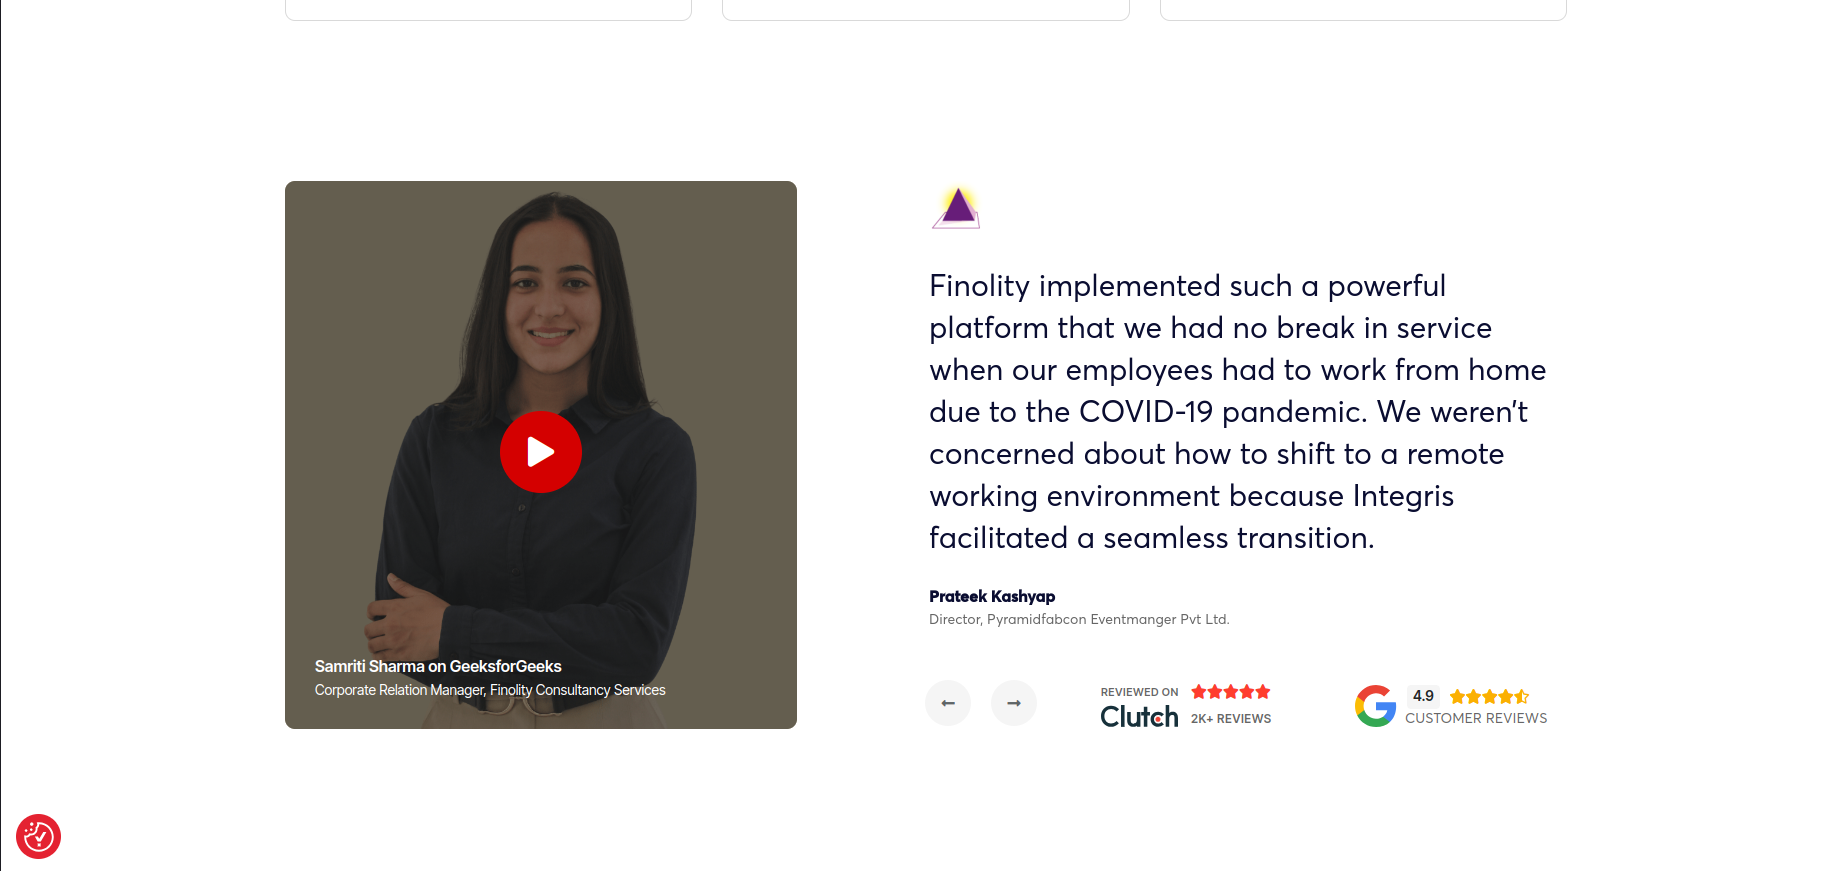 Samriti Sharma on GeeksforGeeks
Corporate Relation Manager, Finolity Consultancy Services
Finolity implemented such a powerful
platform that we had no break in service
when our employees had to work from home
due to the COVID-19 pandemic. We weren't
concerned about how to shift to a remote
working environment because Integris
facilitated a seamless transition.
Prateek Kashyap
Director, Pyramidfabcon Eventmanger Pvt Ltd.
REVIEWED ON
Clutch
2K+ REVIEWS
4.9
CUSTOMER REVIEWS